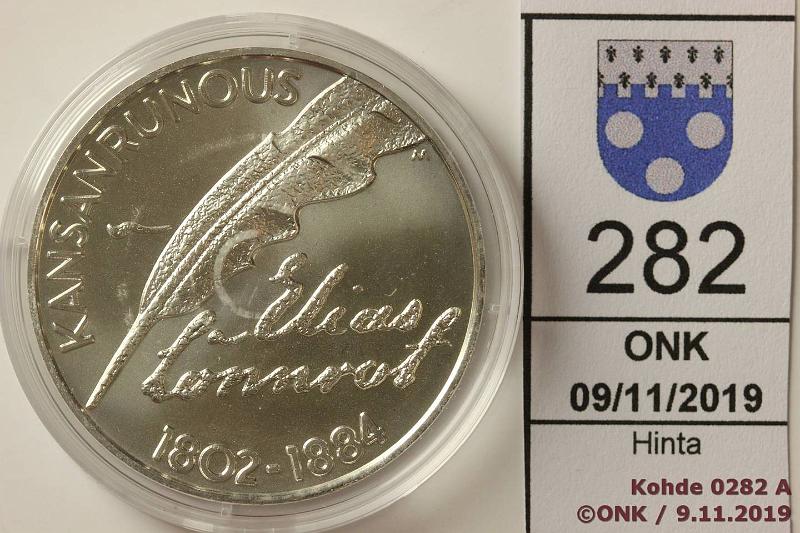 KANSANRUNOUS
Elias
Lönnrot
1802-1884
282
ONK
09/11/2019
Hinta
Kohde 0282 A
©ONK / 9.11.2019